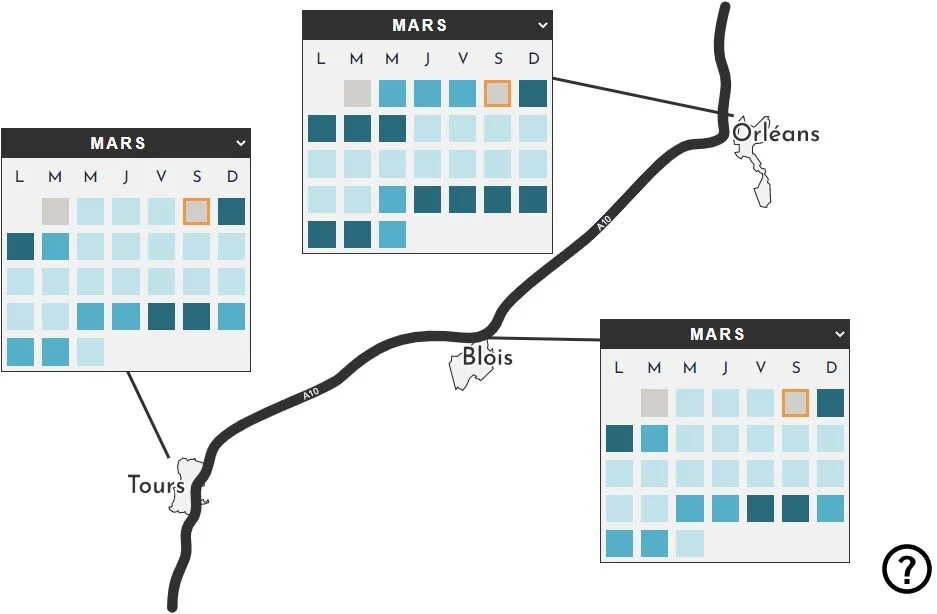 MARS
L M M J V S D
Orléans
MARS
L M M J V S D
A10
MARS
L M M J V S D
Blois
A10
Tours
?